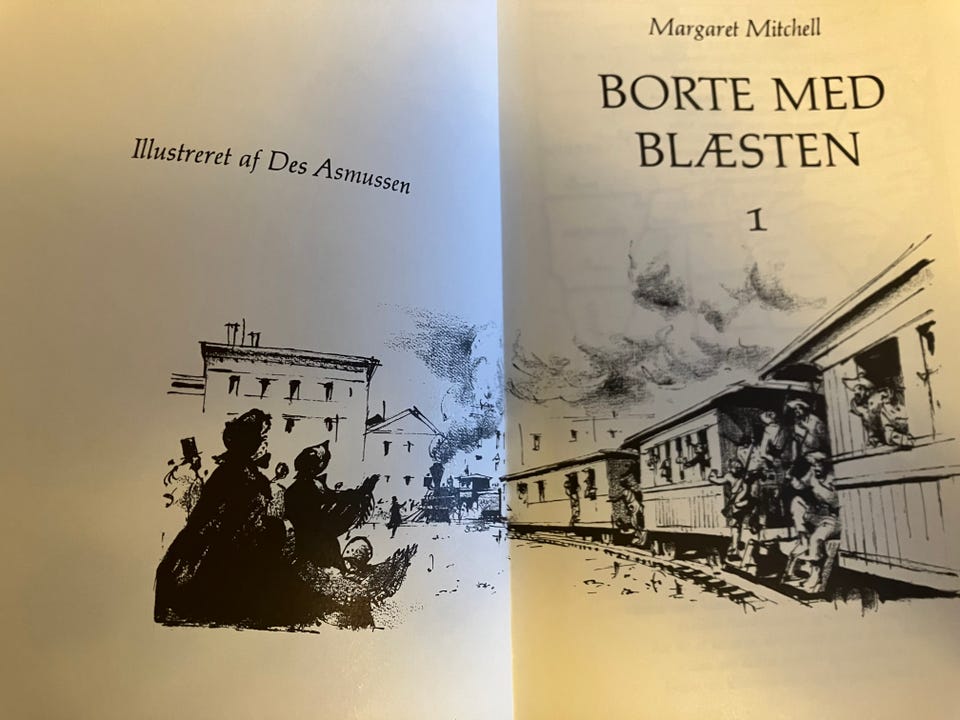 Illustreret af Des Asmussen
Margaret Mitchell
BORTE MED
BLÆSTEN
1